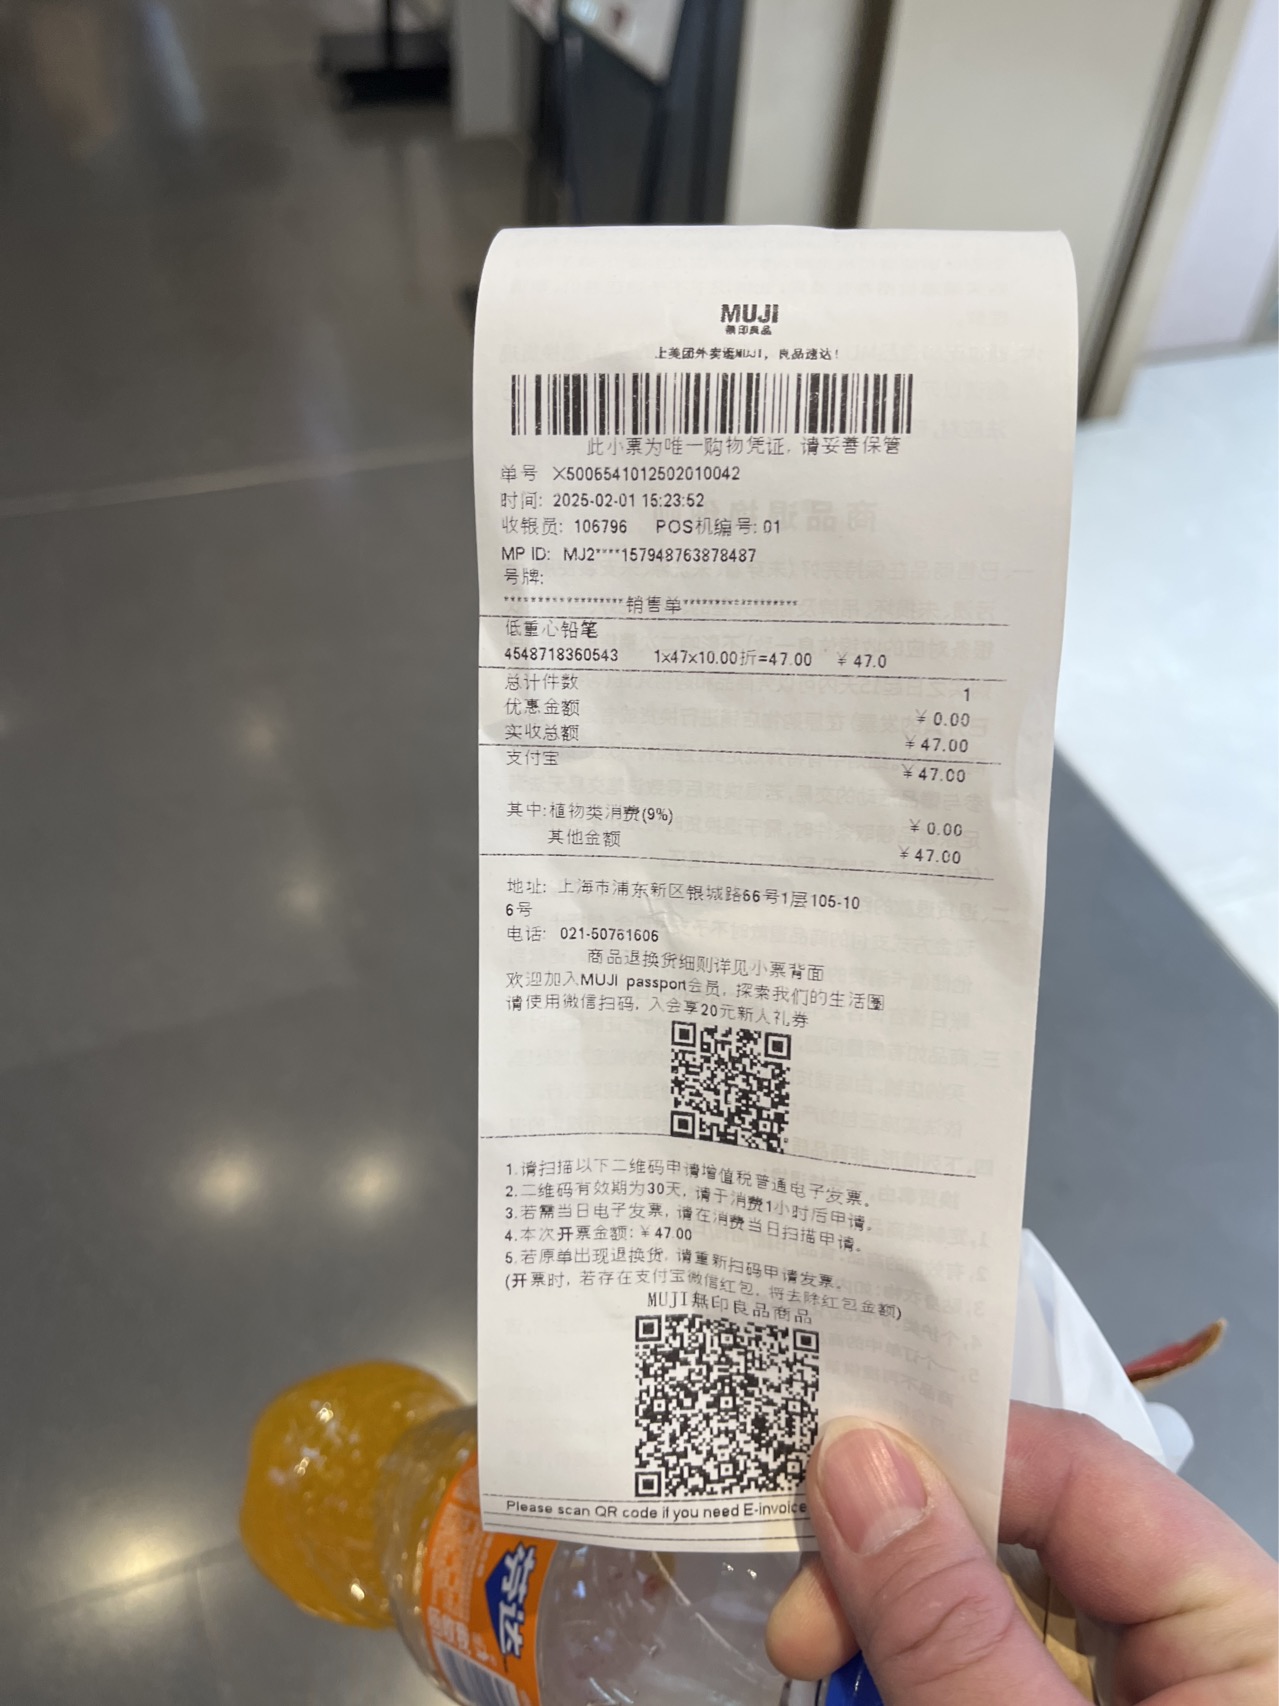 MUJI
無印良品
上美团外卖逛MUJI，良品速达！
此小票为唯一购物凭证, 请妥善保管
单号 X5006541012502010042
时间: 2025-02-01 15:23:52
收银员: 106796 POS机编号: 01
MP ID: MJ2****157948763878487
号牌:
******************销售单******************
低重心铅笔
4548718360543 1x47x10.00折=47.00 ¥ 47.0
总计件数 1
优惠金额 ¥ 0.00
实收总额 ¥ 47.00
支付宝 ¥ 47.00
其中:植物类消费(9%) ¥ 0.00
其他金额 ¥ 47.00
地址: 上海市浦东新区银城路66号1层105-10
6号
电话: 021-50761606
商品退换货细则详见小票背面
欢迎加入MUJI passport会员, 探索我们的生活圈
请使用微信扫码, 入会享20元新人礼券
1.请扫描以下二维码申请增值税普通电子发票。
2.二维码有效期为30天, 请于消费1小时后申请。
3.若需当日电子发票, 请在消费当日扫描申请。
4.本次开票金额: ¥ 47.00
5.若原单出现退换货, 请重新扫码申请发票。
(开票时, 若存在支付宝微信红包, 将去除红包金额)
MUJI無印良品商品
Please scan QR code if you need E-invoice
芬达